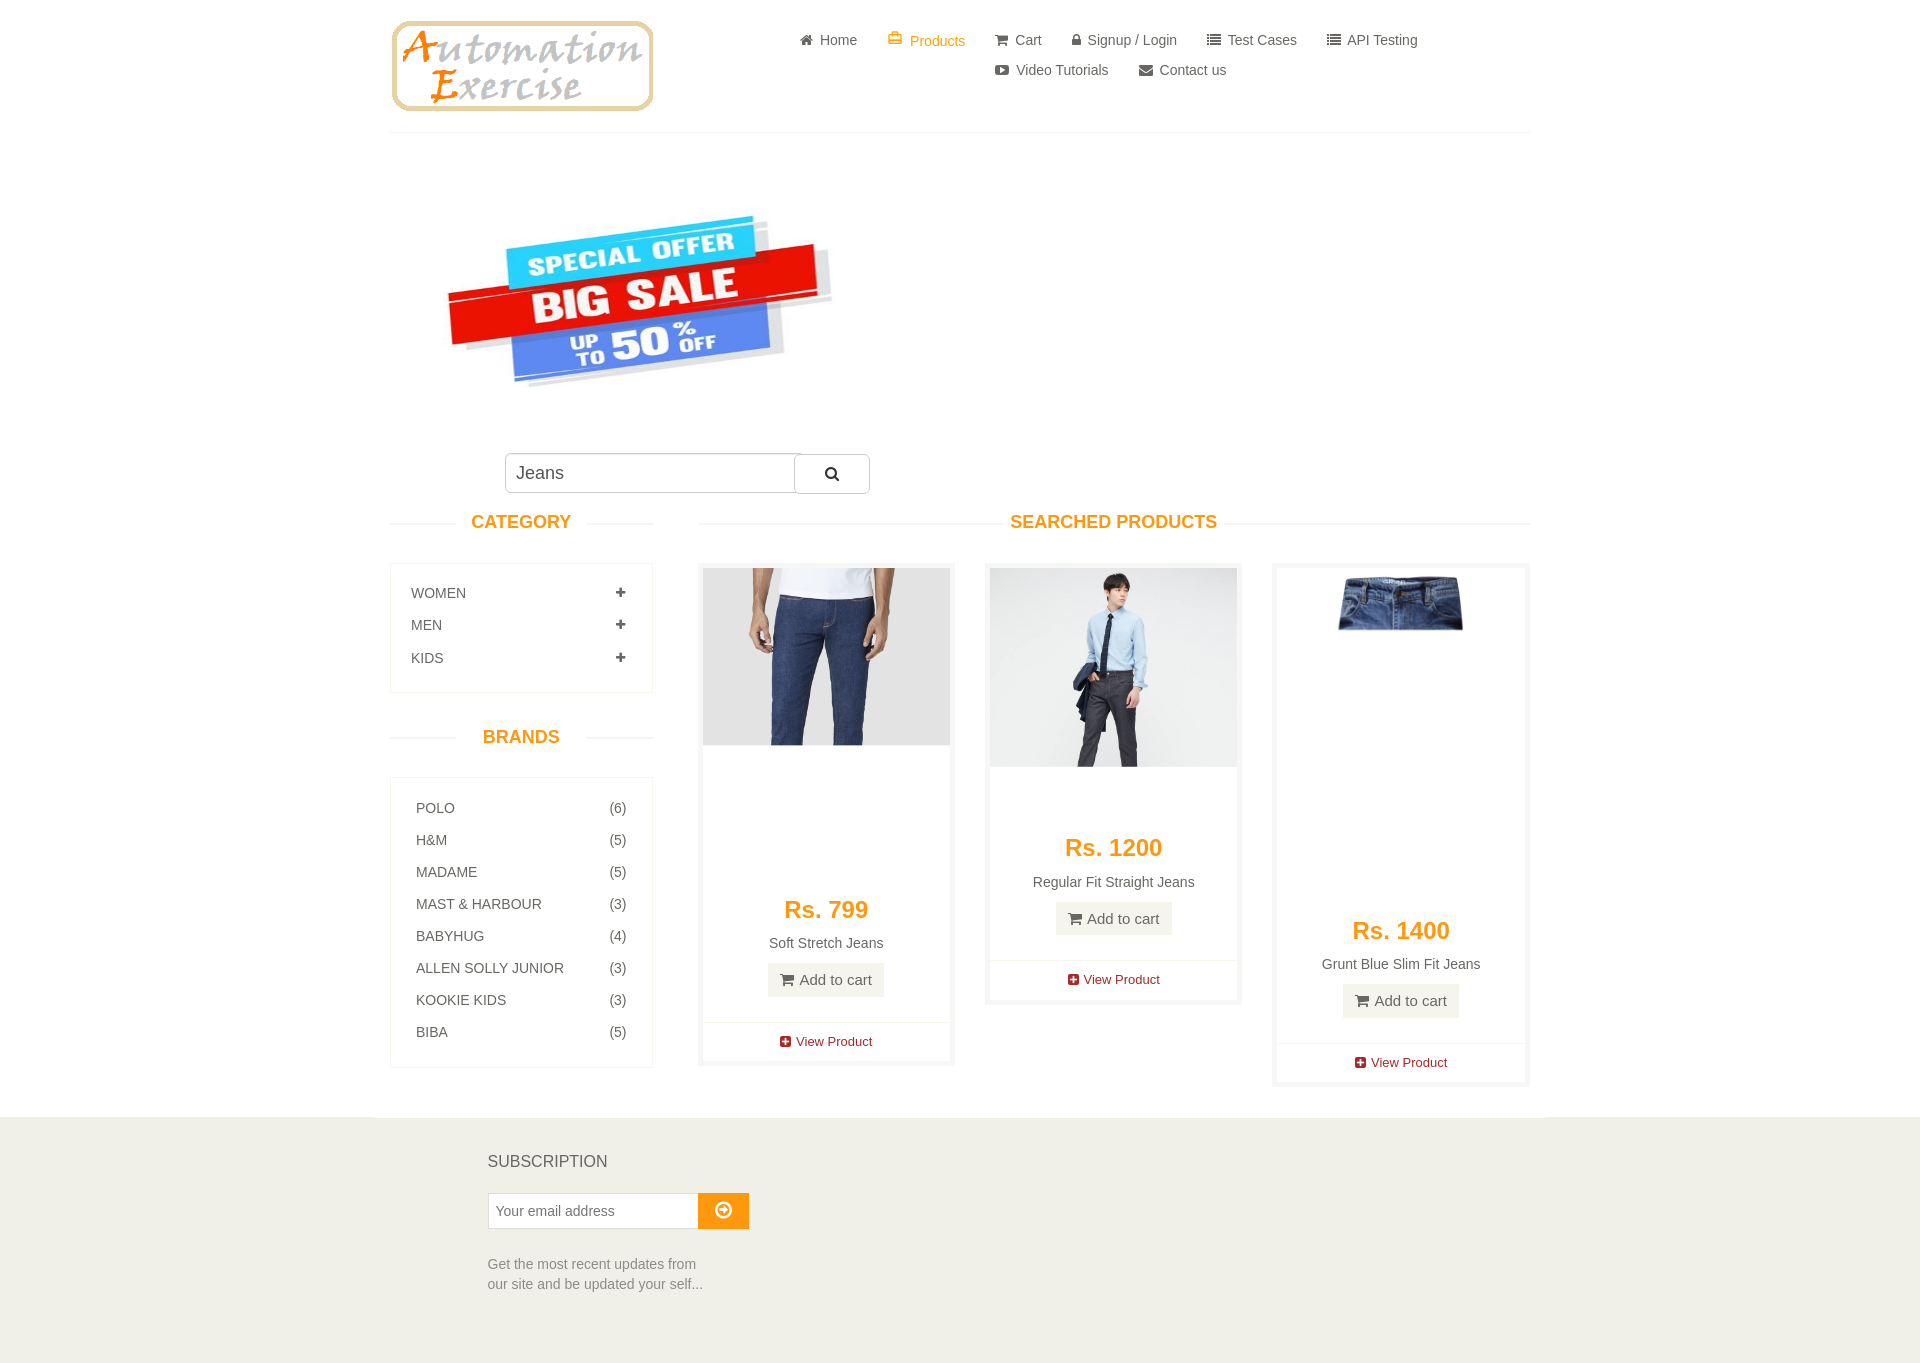 Automation
Exercise
Home
Products
Cart
Signup / Login
Test Cases
API Testing
Video Tutorials
Contact us
SPECIAL OFFER
BIG SALE
UP TO 50% OFF
Jeans
CATEGORY
WOMEN
MEN
KIDS
BRANDS
POLO (6)
H&M (5)
MADAME (5)
MAST & HARBOUR (3)
BABYHUG (4)
ALLEN SOLLY JUNIOR (3)
KOOKIE KIDS (3)
BIBA (5)
SEARCHED PRODUCTS
Rs. 799
Soft Stretch Jeans
Add to cart
View Product
Rs. 1200
Regular Fit Straight Jeans
Add to cart
View Product
Rs. 1400
Grunt Blue Slim Fit Jeans
Add to cart
View Product
SUBSCRIPTION
Your email address
Get the most recent updates from
our site and be updated your self...